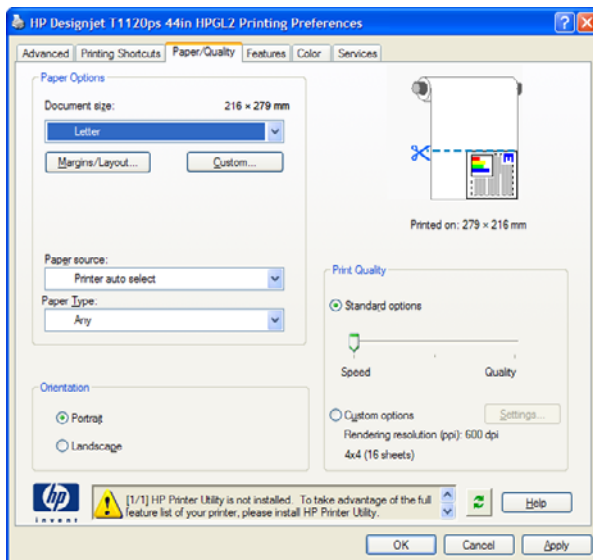 HP Designjet T1120ps 44in HPGL2 Printing Preferences
Advanced
Printing Shortcuts
Paper/Quality
Features
Color
Services
Paper Options
Document size:
216 × 279 mm
Letter
Margins/Layout...
Custom...
Printed on: 279 × 216 mm
Paper source:
Printer auto select
Paper Type:
Any
Print Quality
Standard options
Speed
Quality
Custom options
Settings...
Rendering resolution (ppi): 600 dpi
4x4 (16 sheets)
Orientation
Portrait
Landscape
hp
invent
[1/1] HP Printer Utility is not installed. To take advantage of the full
feature list of your printer, please install HP Printer Utility.
Help
OK
Cancel
Apply